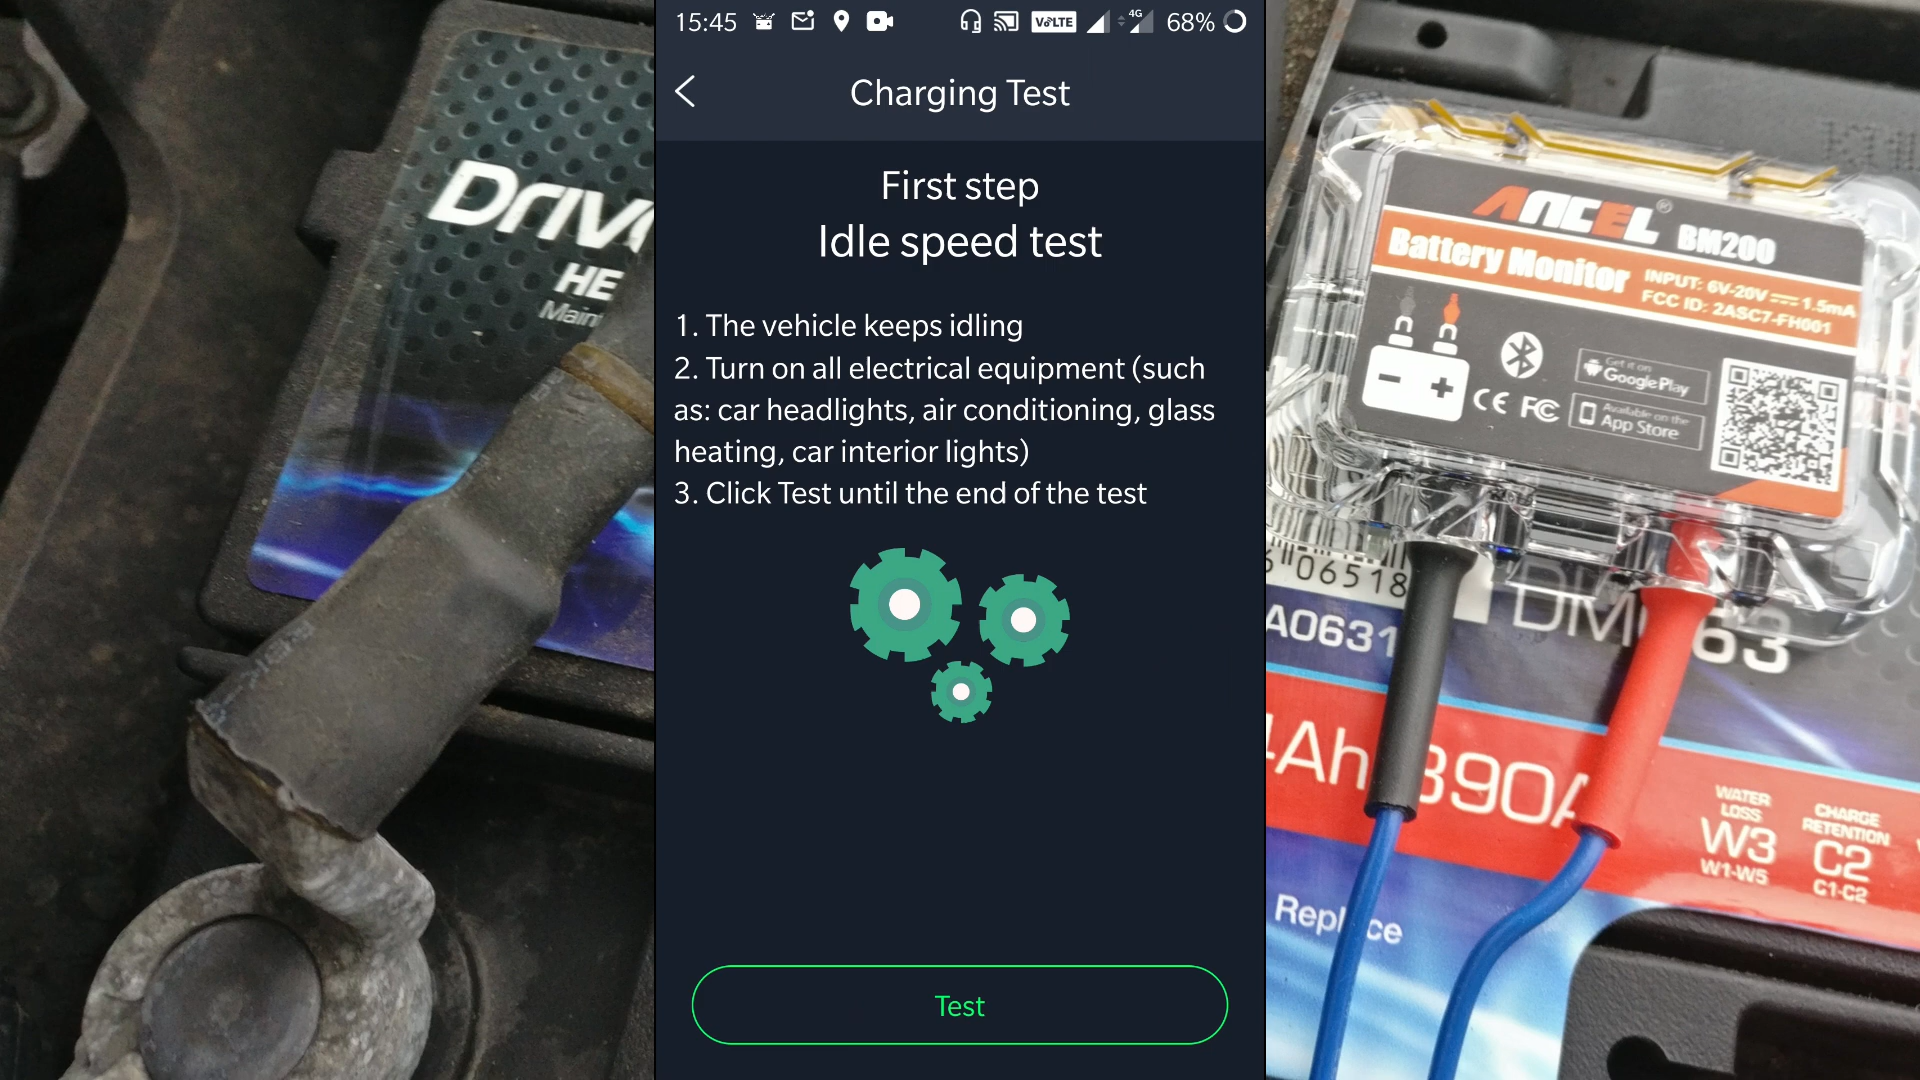 Driv
HE
Main
15:45
VoLTE
4G
68%
Charging Test
First step
Idle speed test
1. The vehicle keeps idling
2. Turn on all electrical equipment (such
as: car headlights, air conditioning, glass
heating, car interior lights)
3. Click Test until the end of the test
Test
ANCEL®
BM200
Battery Monitor
INPUT: 6V-20V 1.5mA
FCC ID: 2ASC7-FH001
Get it on
Google Play
Available on the
App Store
CE FC
06518
A0631
DM 63
Ah 390A
WATER
LOSS
W3
W1-W5
CHARGE
RETENTION
C2
C1-C2